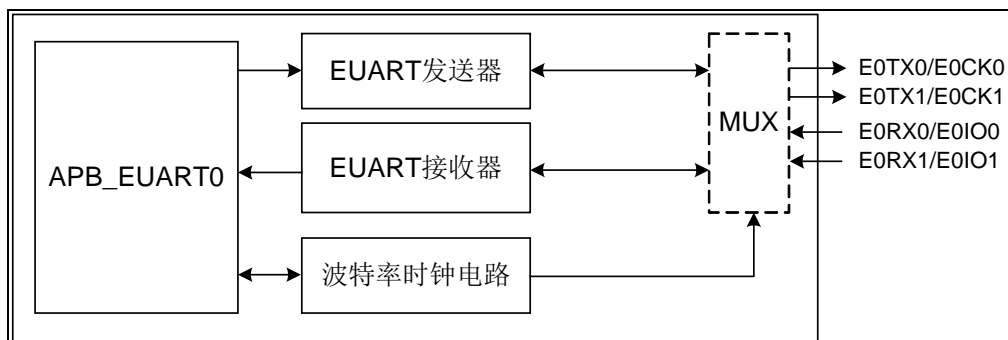 EUART发送器
E0TX0/E0CK0
E0TX1/E0CK1
MUX
E0RX0/E0IO0
APB_EUART0
EUART接收器
E0RX1/E0IO1
波特率时钟电路